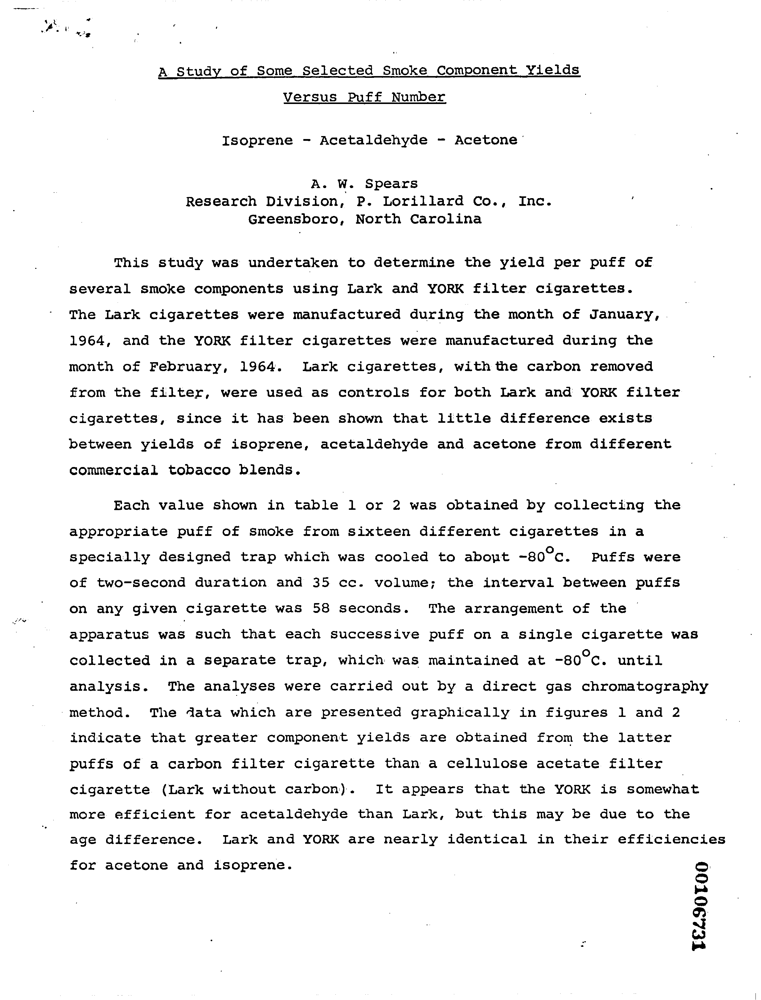 A Study of Some Selected Smoke Component Yields
Versus Puff Number
Isoprene - Acetaldehyde - Acetone
A. W. Spears
Research Division, P. Lorillard Co., Inc.
Greensboro, North Carolina
This study was undertaken to determine the yield per puff of
several smoke components using Lark and YORK filter cigarettes.
The Lark cigarettes were manufactured during the month of January,
1964, and the YORK filter cigarettes were manufactured during the
month of February, 1964. Lark cigarettes, with the carbon removed
from the filter, were used as controls for both Lark and YORK filter
cigarettes, since it has been shown that little difference exists
between yields of isoprene, acetaldehyde and acetone from different
commercial tobacco blends.
Each value shown in table 1 or 2 was obtained by collecting the
appropriate puff of smoke from sixteen different cigarettes in a
specially designed trap which was cooled to about -80°C. Puffs were
of two-second duration and 35 cc. volume; the interval between puffs
on any given cigarette was 58 seconds. The arrangement of the
apparatus was such that each successive puff on a single cigarette was
collected in a separate trap, which was maintained at -80°C. until
analysis. The analyses were carried out by a direct gas chromatography
method. The data which are presented graphically in figures 1 and 2
indicate that greater component yields are obtained from the latter
puffs of a carbon filter cigarette than a cellulose acetate filter
cigarette (Lark without carbon). It appears that the YORK is somewhat
more efficient for acetaldehyde than Lark, but this may be due to the
age difference. Lark and YORK are nearly identical in their efficiencies
for acetone and isoprene.
00106731